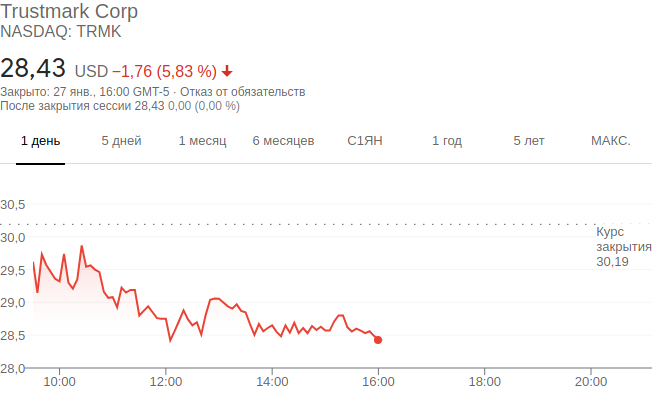 Trustmark Corp
NASDAQ: TRMK
28,43 USD −1,76 (5,83 %)
Закрыто: 27 янв., 16:00 GMT-5 · Отказ от обязательств
После закрытия сессии 28,43 0,00 (0,00 %)
1 день 5 дней 1 месяц 6 месяцев С1ЯН 1 год 5 лет МАКС.
30,5
Курс
закрытия
30,19
30,0
29,5
29,0
28,5
28,0
10:00 12:00 14:00 16:00 18:00 20:00